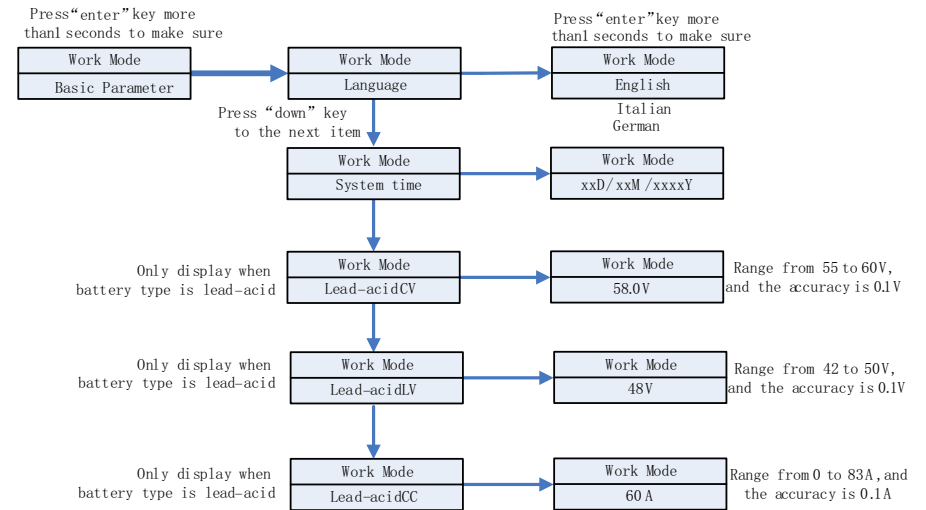 Press“enter”key more
than1 seconds to make sure
Work Mode
Basic Parameter
Work Mode
Language
Press“enter”key more
than1 seconds to make sure
Work Mode
English
Italian
German
Press “down” key
to the next item
Work Mode
System time
Work Mode
xxD/xxM/xxxxY
Only display when
battery type is lead-acid
Work Mode
Lead-acidCV
Work Mode
58.0V
Range from 55 to 60V,
and the accuracy is 0.1V
Only display when
battery type is lead-acid
Work Mode
Lead-acidLV
Work Mode
48V
Range from 42 to 50V,
and the accuracy is 0.1V
Only display when
battery type is lead-acid
Work Mode
Lead-acidCC
Work Mode
60A
Range from 0 to 83A, and
the accuracy is 0.1A